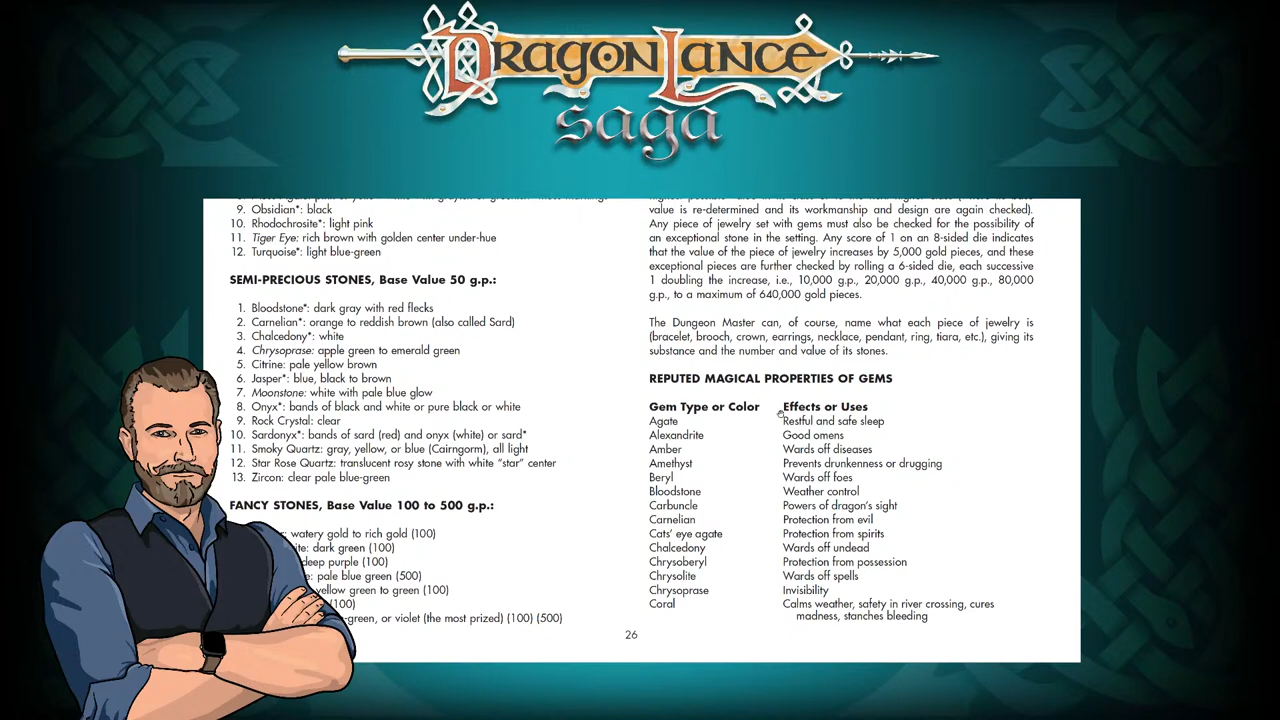 DRAGONLANCE
saga
9. Obsidian*: black
10. Rhodochrosite*: light pink
11. Tiger Eye: rich brown with golden center under-hue
12. Turquoise*: light blue-green
SEMI-PRECIOUS STONES, Base Value 50 g.p.:
1. Bloodstone*: dark gray with red flecks
2. Carnelian*: orange to reddish brown (also called Sard)
3. Chalcedony*: white
4. Chrysoprase: apple green to emerald green
5. Citrine: pale yellow brown
6. Jasper*: blue, black to brown
7. Moonstone: white with pale blue glow
8. Onyx*: bands of black and white or pure black or white
9. Rock Crystal: clear
10. Sardonyx*: bands of sard (red) and onyx (white) or sard*
11. Smoky Quartz: gray, yellow, or blue (Cairngorm), all light
12. Star Rose Quartz: translucent rosy stone with white "star" center
13. Zircon: clear pale blue-green
FANCY STONES, Base Value 100 to 500 g.p.:
watery gold to rich gold (100)
dark green (100)
deep purple (100)
pale blue green (500)
yellow green to green (100)
(100)
-green, or violet (the most prized) (100) (500)
value is re-determined and its workmanship and design are again checked).
Any piece of jewelry set with gems must also be checked for the possibility of
an exceptional stone in the setting. Any score of 1 on an 8-sided die indicates
that the value of the piece of jewelry increases by 5,000 gold pieces, and these
exceptional pieces are further checked by rolling a 6-sided die, each successive
1 doubling the increase, i.e., 10,000 g.p., 20,000 g.p., 40,000 g.p., 80,000
g.p., to a maximum of 640,000 gold pieces.
The Dungeon Master can, of course, name what each piece of jewelry is
(bracelet, brooch, crown, earrings, necklace, pendant, ring, tiara, etc.), giving its
substance and the number and value of its stones.
REPUTED MAGICAL PROPERTIES OF GEMS
Gem Type or Color Effects or Uses
Agate Restful and safe sleep
Alexandrite Good omens
Amber Wards off diseases
Amethyst Prevents drunkenness or drugging
Beryl Wards off foes
Bloodstone Weather control
Carbuncle Powers of dragon's sight
Carnelian Protection from evil
Cats' eye agate Protection from spirits
Chalcedony Wards off undead
Chrysoberyl Protection from possession
Chrysolite Wards off spells
Chrysoprase Invisibility
Coral Calms weather, safety in river crossing, cures
madness, stanches bleeding
26